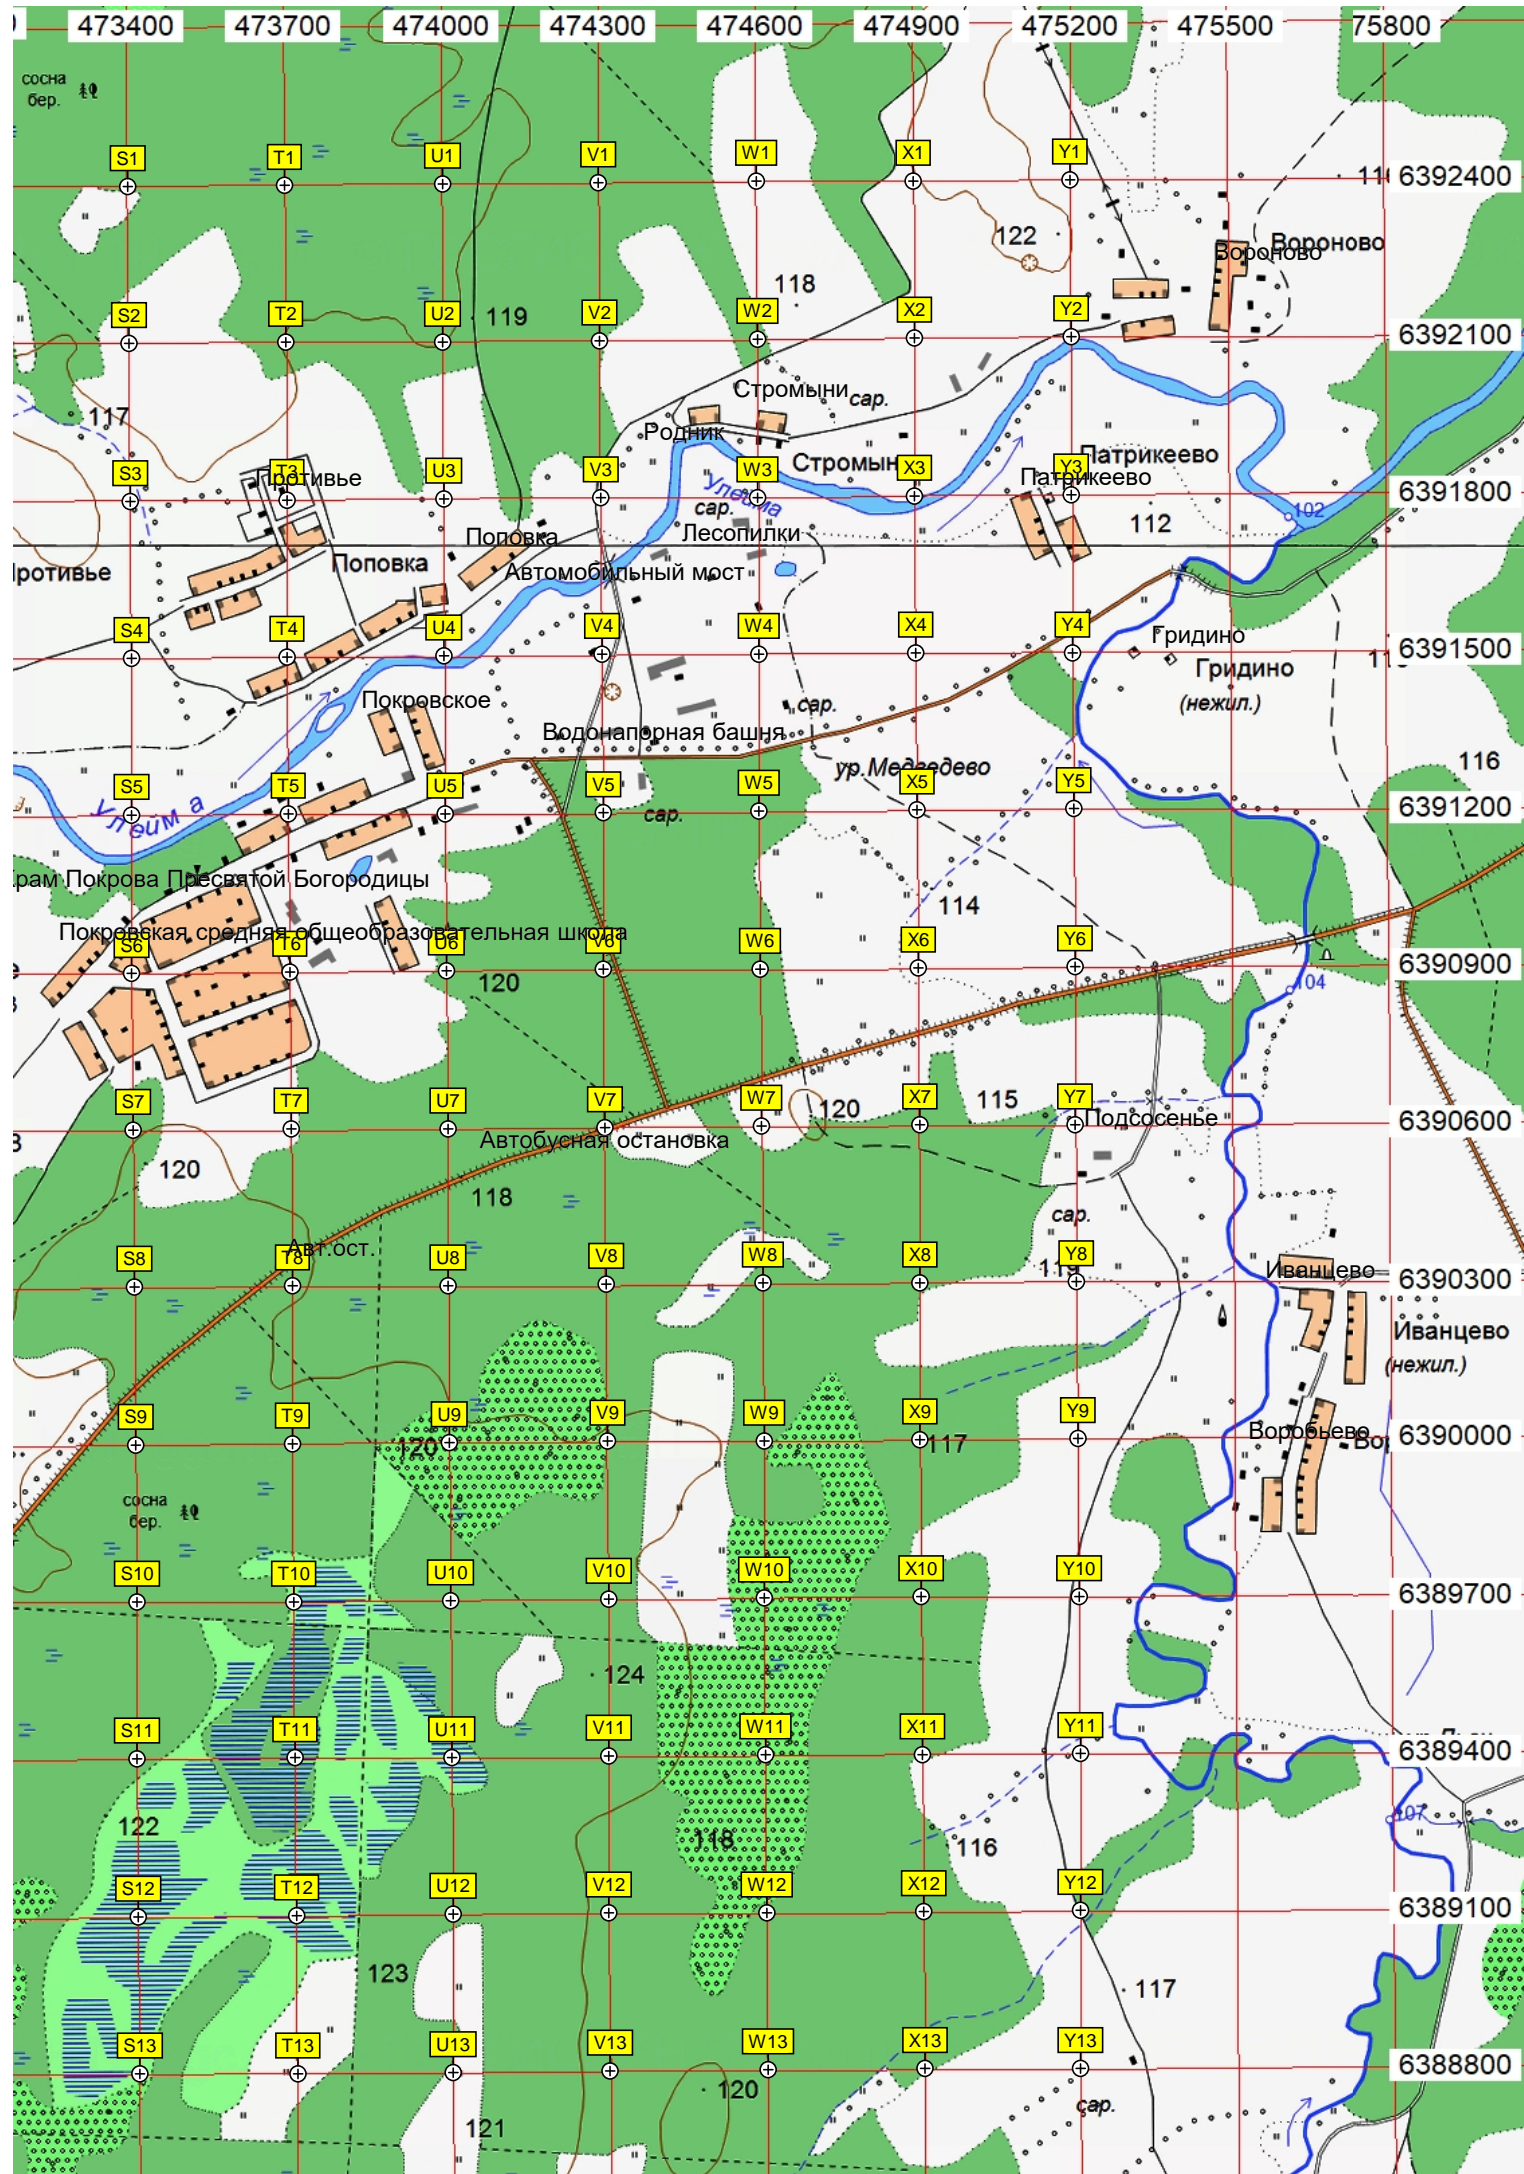 473400 473700 474000 474300 474600 474900 475200 475500 75800
сосна
бер.
S1 T1 U1 V1 W1 X1 Y1
6392400
122
Вороново
Вороново
118
S2 T2 U2 V2 W2 X2 Y2
119
6392100
Стромыни
сар.
117
Родник
Патрикеево
S3 T3 U3 V3 W3 X3 Y3
Противье
Стромын
Патрикеево
6391800
Улейма
сар.
102
112
Поповка
Лесопилки
Поповка
ротивье
Автомобильный мост
S4 T4 U4 V4 W4 X4 Y4
Гридино
6391500
Гридино
(нежил.)
Покровское
сар.
Водонапорная башня
116
ур.Медведево
S5 T5 U5 V5 W5 X5 Y5
Улейма
сар.
6391200
рам Покрова Пресвятой Богородицы
114
Покровская средняя общеобразовательная школа
S6 T6 U6 V6 W6 X6 Y6
6390900
120
104
S7 T7 U7 V7 W7 X7 Y7
120
115
Подсосенье
6390600
Автобусная остановка
120
118
сар.
Авт.ост.
S8 T8 U8 V8 W8 X8 Y8
119
Иванцево
6390300
Иванцево
(нежил.)
S9 T9 U9 V9 W9 X9 Y9
120
117
Воробьево
Вор
6390000
сосна
бер.
S10 T10 U10 V10 W10 X10 Y10
6389700
124
S11 T11 U11 V11 W11 X11 Y11
6389400
122
118
116
107
S12 T12 U12 V12 W12 X12 Y12
6389100
123
117
S13 T13 U13 V13 W13 X13 Y13
6388800
120
сар.
121